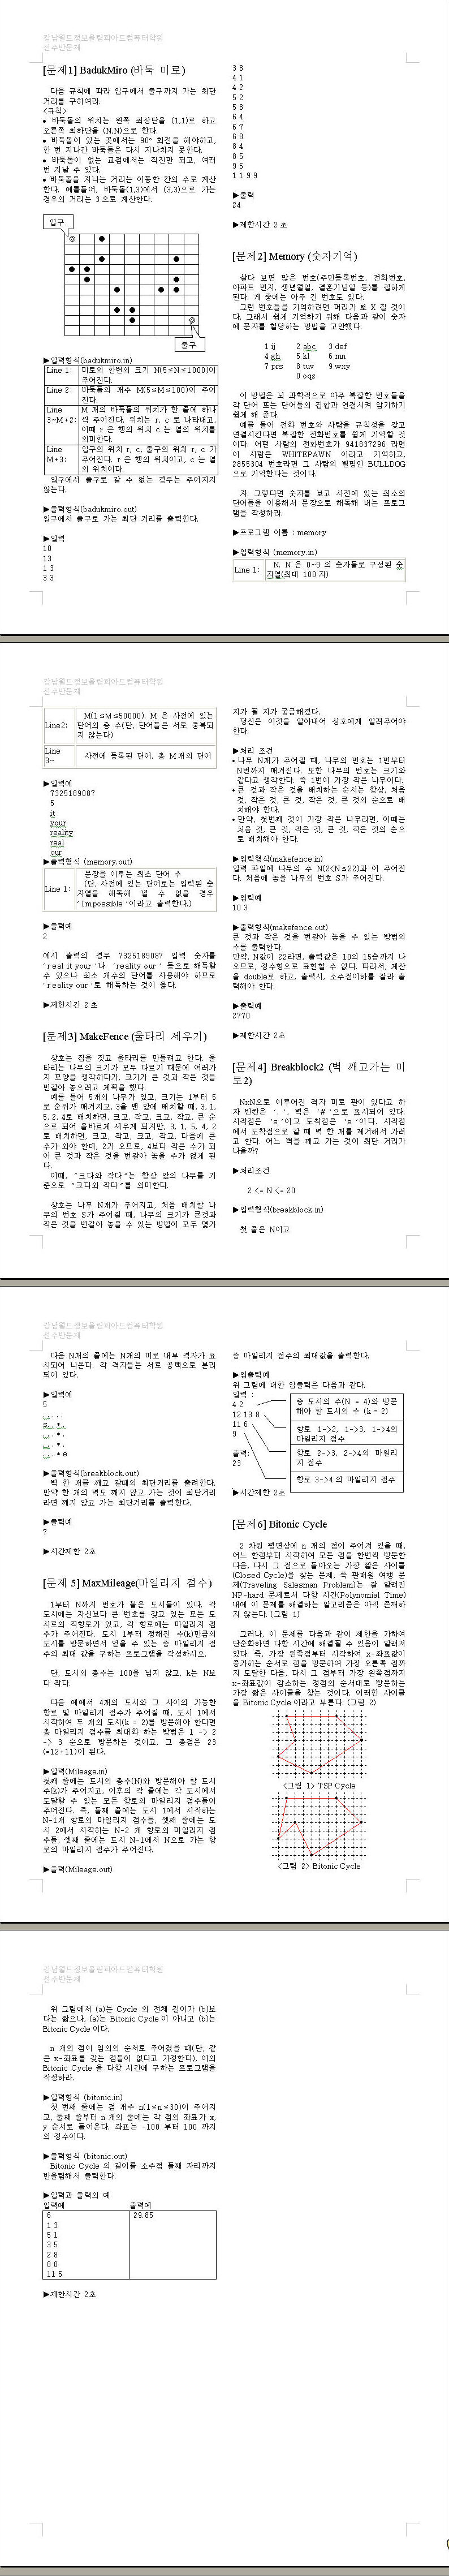 강남월드정보올림피아드컴퓨터학원
선수반문제
[문제1] BadukMiro (바둑 미로)
다음 규칙에 따라 입구에서 출구까지 가는 최단
거리를 구하여라.
<규칙>
● 바둑돌의 위치는 왼쪽 최상단을 (1,1)로 하고
오른쪽 최하단을 (N,N)으로 한다.
● 바둑돌이 있는 곳에서는 90° 회전을 해야하고,
한 번 지나간 바둑돌은 다시 지나치지 못한다.
● 바둑돌이 없는 교점에서는 직진만 되고, 여러
번 지날 수 있다.
● 바둑돌을 지나는 거리는 이동한 칸의 수로 계산
한다. 예를들어, 바둑돌(1,3)에서 (3,3)으로 가는
경우의 거리는 3 으로 계산한다.
입구
출구
▶입력형식(badukmiro.in)
Line 1: 미로의 한변의 크기 N(5≤N≤1000)이
주어진다.
Line 2: 바둑돌의 개수 M(5≤M≤100)이 주어
진다.
Line 3~M+2: M 개의 바둑돌의 위치가 한 줄에 하나
씩 주어진다. 위치는 r, c 로 나타내고,
이때 r 은 행의 위치 c 는 열의 위치를
의미한다.
Line M+3: 입구의 위치 r, c, 출구의 위치 r, c 가
주어진다. r 은 행의 위치이고, c 는 열
의 위치이다.
입구에서 출구로 갈 수 없는 경우는 주어지지
않는다.
▶출력형식(badukmiro.out)
입구에서 출구로 가는 최단 거리를 출력한다.
▶입력
10
13
1 3
3 3
3 8
4 1
4 2
5 2
5 8
6 4
6 7
6 8
8 4
8 5
9 5
1 1 9 9
▶출력
24
▶제한시간 2 초
[문제2] Memory (숫자기억)
살다 보면 많은 번호(주민등록번호, 전화번호,
아파트 번지, 생년월일, 결혼기념일 등)를 접하게
된다. 게 중에는 아주 긴 번호도 있다.
그런 번호들을 기억하려면 머리가 뽀 X 질 것이
다. 그래서 쉽게 기억하기 위해 다음과 같이 숫자
에 문자를 할당하는 방법을 고안했다.
1 ij 2 abc 3 def
4 gh 5 kl 6 mn
7 prs 8 tuv 9 wxy
0 oqz
이 방법은 뇌 과학적으로 아주 복잡한 번호들을
각 단어 또는 단어들의 집합과 연결시켜 암기하기
쉽게 해 준다.
예를 들어 전화 번호와 사람을 규칙성을 갖고
연결시킨다면 복잡한 전화번호를 쉽게 기억할 것
이다. 어떤 사람의 전화번호가 941837296 이라면
이 사람은 WHITEPAWN 이라고 기억하고,
2855304 번호라면 그 사람의 별명인 BULLDOG
으로 기억한다는 것이다.
자, 그렇다면 숫자를 보고 사전에 있는 최소의
단어들을 이용해서 문장으로 해독해 내는 프로그
램을 작성하라.
▶프로그램 이름 : memory
▶입력형식 (memory.in)
Line 1: N. N 은 0~9 의 숫자들로 구성된 숫
자열(최대 100 자)
강남월드정보올림피아드컴퓨터학원
선수반문제
Line2: M(1≤M≤50000). M 은 사전에 있는
단어의 총 수(단, 단어들은 서로 중복되
지 않는다)
Line 3~ 사전에 등록된 단어. 총 M개의 단어
▶입력예
7325189087
5
it
your
reality
real
our
▶출력형식 (memory.out)
Line 1: 문장을 이루는 최소 단어 수
(단, 사전에 있는 단어로는 입력된 숫
자열을 해독해 낼 수 없을 경우
'Impossible '이라고 출력한다.)
▶출력예
2
예시 출력의 경우 7325189087 입력 숫자를
'real it your '나 'reality our ' 등으로 해독할
수 있으나 최소 개수의 단어를 사용해야 하므로
'reality our '로 해독하는 것이 옳다.
▶제한시간 2 초
[문제3] MakeFence (울타리 세우기)
상호는 집을 짓고 울타리를 만들려고 한다. 울
타리는 나무의 크기가 모두 다르기 때문에 여러가
지 모양을 생각하다가, 크기가 큰 것과 작은 것을
번갈아 놓으려고 계획을 했다.
예를 들어 5개의 나무가 있고, 크기는 1부터 5
로 순위가 매겨지고, 3을 맨 앞에 배치할 때, 3, 1,
5, 2, 4로 배치하면, 크고, 작고, 크고, 작고, 큰 순
으로 되어 올바르게 세우게 되지만, 3, 1, 5, 4, 2
로 배치하면, 크고, 작고, 크고, 작고, 다음에 큰
수가 와야 한데, 2가 오므로, 4보다 작은 수가 되
어 큰 것과 작은 것을 번갈아 놓을 수가 없게 된
다.
이때, "크다와 작다"는 항상 앞의 나무를 기
준으로 "크다와 작다"를 의미한다.
상호는 나무 N개가 주어지고, 처음 배치할 나
무의 번호 S가 주어질 때, 나무의 크기가 큰것과
작은 것을 번갈아 놓을 수 있는 방법이 모두 몇가
지가 될 지가 궁금해졌다.
당신은 이것을 알아내어 상호에게 알려주어야
한다.
▶처리 조건
• 나무 N개가 주어질 때, 나무의 번호는 1번부터
N번까지 매겨진다. 또한 나무의 번호는 크기와
같다고 생각한다. 즉 1번이 가장 작은 나무이다.
• 큰 것과 작은 것을 배치하는 순서는 항상, 처음
것, 작은 것, 큰 것, 작은 것, 큰 것의 순으로 배
치해야 한다.
• 만약, 첫번째 것이 가장 작은 나무라면, 이때는
처음 것, 큰 것, 작은 것, 큰 것, 작은 것의 순으
로 배치해야 한다.
▶입력형식(makefence.in)
입력 파일에 나무의 수 N(2<N≤22)과 이 주어진
다. 처음에 놓을 나무의 번호 S가 주어진다.
▶입력예
10 3
▶출력형식(makefence.out)
큰 것과 작은 것을 번갈아 놓을 수 있는 방법의
수를 출력한다.
만약, N값이 22라면, 출력값은 10의 15승까지 나
오므로, 정수형으로 표현할 수 없다. 따라서, 계산
을 double로 하고, 출력시, 소수점이하를 잘라 출
력해야 한다.
▶출력예
2770
▶제한시간 2초
[문제4] Breakblock2 (벽 깨고가는 미
로2)
NxN으로 이루어진 격자 미로 판이 있다고 하
자 빈칸은 '.', 벽은 '#'으로 표시되어 있다.
시작점은 's'이고 도착점은 'e'이다. 시작점
에서 도착점으로 갈 때 벽 한 개를 제거해서 가려
고 한다. 어느 벽을 깨고 가는 것이 최단 거리가
나올까?
▶처리조건
2 <= N <= 20
▶입력형식(breakblock.in)
첫 줄은 N이고
강남월드정보올림피아드컴퓨터학원
선수반문제
다음 N개의 줄에는 N개의 미로 내부 격자가 표
시되어 나온다. 각 격자들은 서로 공백으로 분리
되어 있다.
▶입력예
5
. . . . .
s . . * .
. . . * .
. . . * .
. . . * e
▶출력형식(breakblock.out)
벽 한 개를 깨고 갈때의 최단거리를 출려한다.
만약 한 개의 벽도 깨지 않고 가는 것이 최단거리
라면 깨지 않고 가는 최단거리를 출력한다.
▶출력예
7
▶시간제한 2초
[문제 5] MaxMileage(마일리지 점수)
1부터 N까지 번호가 붙은 도시들이 있다. 각
도시에는 자신보다 큰 번호를 갖고 있는 모든 도
시로의 직항로가 있고, 각 항로에는 마일리지 점
수가 주어진다. 도시 1부터 정해진 수(k)만큼의
도시를 방문하면서 얻을 수 있는 총 마일리지 점
수의 최대 값을 구하는 프로그램을 작성하시오.
단, 도시의 총수는 100을 넘지 않고, k는 N보
다 작다.
다음 예에서 4개의 도시와 그 사이의 가능한
항로 및 마일리지 점수가 주어질 때, 도시 1에서
시작하여 두 개의 도시(k = 2)를 방문해야 한다면
총 마일리지 점수를 최대화 하는 방법은 1 -> 2
-> 3 순으로 방문하는 것이고, 그 총점은 23
(=12+11)이 된다.
▶입력(Mileage.in)
첫째 줄에는 도시의 총수(N)와 방문해야 할 도시
수(k)가 주어지고, 이후의 각 줄에는 각 도시에서
도달할 수 있는 모든 항로의 마일리지 점수들이
주어진다. 즉, 둘째 줄에는 도시 1에서 시작하는
N-1개 항로의 마일리지 점수들, 셋째 줄에는 도
시 2에서 시작하는 N-2 개 항로의 마일리지 점
수들, 셋째 줄에는 도시 N-1에서 N으로 가는 항
로의 마일리지 점수가 주어진다.
▶출력(Mileage.out)
총 마일리지 점수의 최대값을 출력한다.
▶입출력예
위 그림에 대한 입출력은 다음과 같다.
입력 :
4 2
12 13 8
11 6
9
출력:
23
총 도시의 수(N = 4)와 방문
해야 할 도시의 수 (k = 2)
항로 1->2, 1->3, 1->4의
마일리지 점수
항로 2->3, 2->4의 마일리
지 점수
항로 3->4 의 마일리지 점수
▶시간제한 2초
[문제6] Bitonic Cycle
2 차원 평면상에 n 개의 점이 주어져 있을 때,
어느 한점부터 시작하여 모든 점을 한번씩 방문한
다음, 다시 그 점으로 돌아오는 가장 짧은 사이클
(Closed Cycle)을 찾는 문제, 즉 판매원 여행 문
제(Traveling Salesman Problem)는 잘 알려진
NP-hard 문제로서 다항 시간(Polynomial Time)
내에 이 문제를 해결하는 알고리즘은 아직 존재하
지 않는다. (그림 1)
그러나, 이 문제를 다음과 같이 제한을 가하여
단순화하면 다항 시간에 해결될 수 있음이 알려져
있다. 즉, 가장 왼쪽점부터 시작하여 x-좌표값이
증가하는 순서로 점을 방문하여 가장 오른쪽 점까
지 도달한 다음, 다시 그 점부터 가장 왼쪽점까지
x-좌표값이 감소하는 정점의 순서대로 방문하는
가장 짧은 사이클을 찾는 것이다. 이러한 사이클
을 Bitonic Cycle 이라고 부른다. (그림 2)
<그림 1> TSP Cycle
<그림 2> Bitonic Cycle
강남월드정보올림피아드컴퓨터학원
선수반문제
위 그림에서 (a)는 Cycle 의 전체 길이가 (b)보
다는 짧으나, (a)는 Bitonic Cycle 이 아니고 (b)는
Bitonic Cycle 이다.
n 개의 점이 임의의 순서로 주어졌을 때(단, 같
은 x-좌표를 갖는 점들이 없다고 가정한다), 이의
Bitonic Cycle 을 다항 시간에 구하는 프로그램을
작성하라.
▶입력형식 (bitonic.in)
첫 번째 줄에는 점 개수 n(1≤n≤30)이 주어지
고, 둘째 줄부터 n 개의 줄에는 각 점의 좌표가 x,
y 순서로 들어온다. 좌표는 -100 부터 100 까지
의 정수이다.
▶출력형식 (bitonic.out)
Bitonic Cycle 의 길이를 소수점 둘째 자리까지
반올림해서 출력한다.
▶입력과 출력의 예
입력예 출력예
6 29.85
1 3
5 1
3 5
2 8
8 8
11 5
▶제한시간 2초